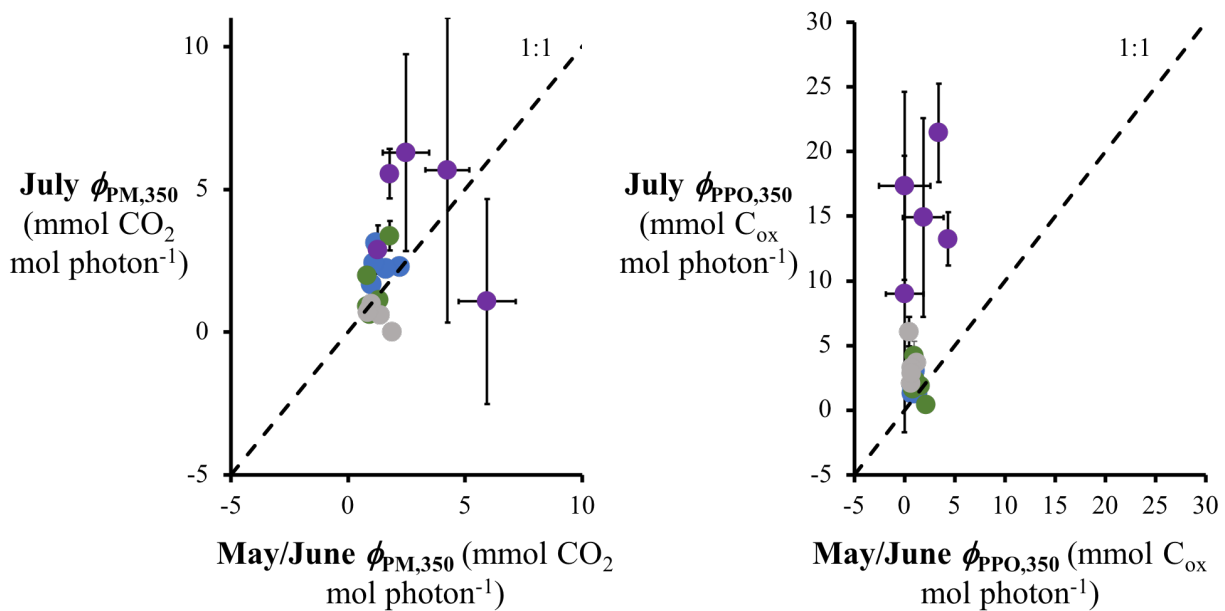 10
5
0
-5
-5
0
5
10
1:1
July ϕPM,350
(mmol CO2
mol photon-1)
May/June ϕPM,350 (mmol CO2
mol photon-1)
30
25
20
15
10
5
0
-5
-5
0
5
10
15
20
25
30
1:1
July ϕPPO,350
(mmol Cox
mol photon-1)
May/June ϕPPO,350 (mmol Cox
mol photon-1)